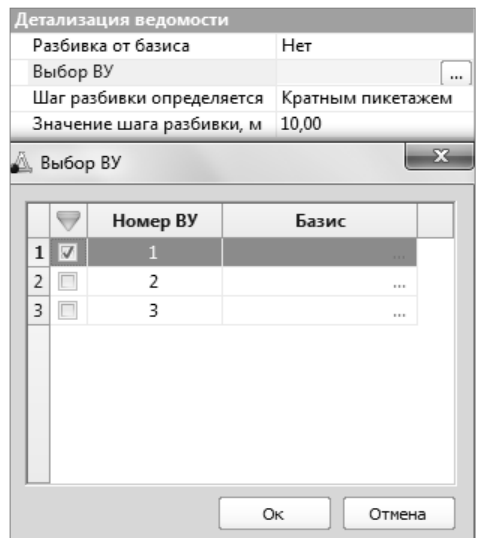 Детализация ведомости
Разбивка от базиса Нет
Выбор ВУ ...
Шаг разбивки определяется Кратным пикетажем
Значение шага разбивки, м 10,00
Выбор ВУ
Номер ВУ Базис
1 1 ...
2 2 ...
3 3 ...
Ок Отмена